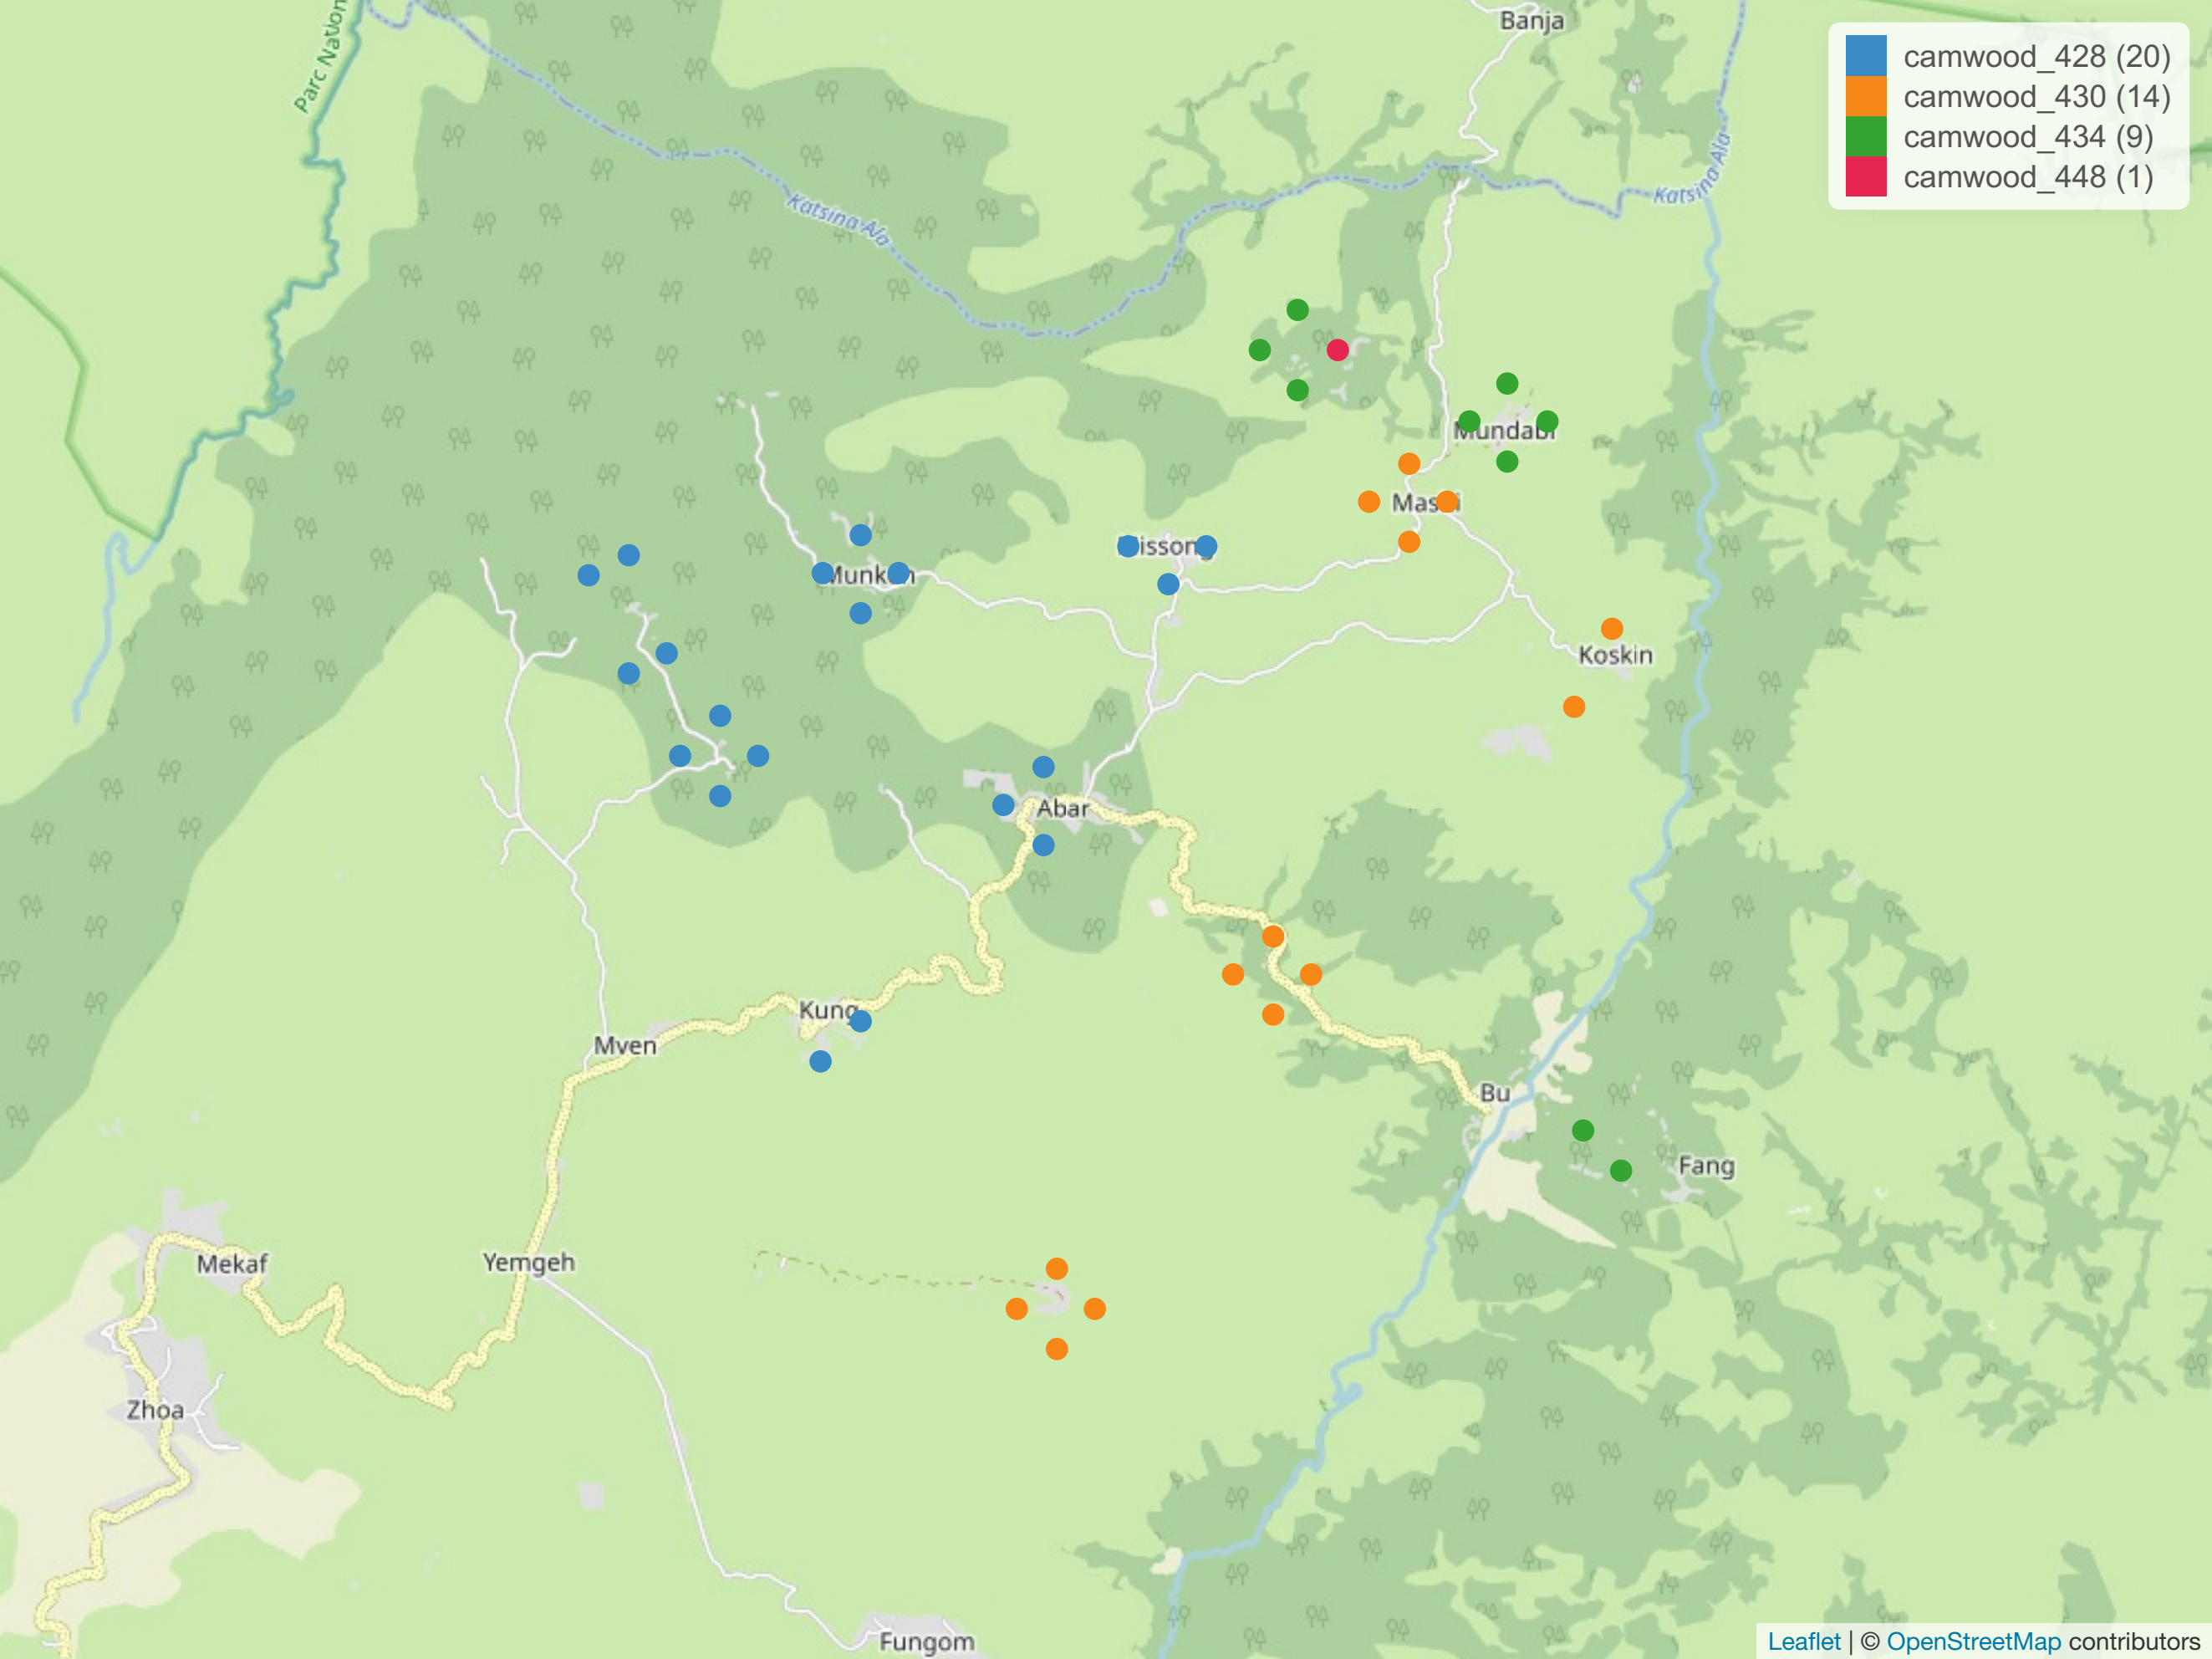 Banja
Parc Nation
camwood_428 (20)
camwood_430 (14)
camwood_434 (9)
camwood_448 (1)
Katsina Ala
Katsina Ala
Mundabi
Koskin
Abar
Kung
Mven
Bu
Fang
Mekaf
Yemgeh
Zhoa
Fungom
Leaflet | © OpenStreetMap contributors